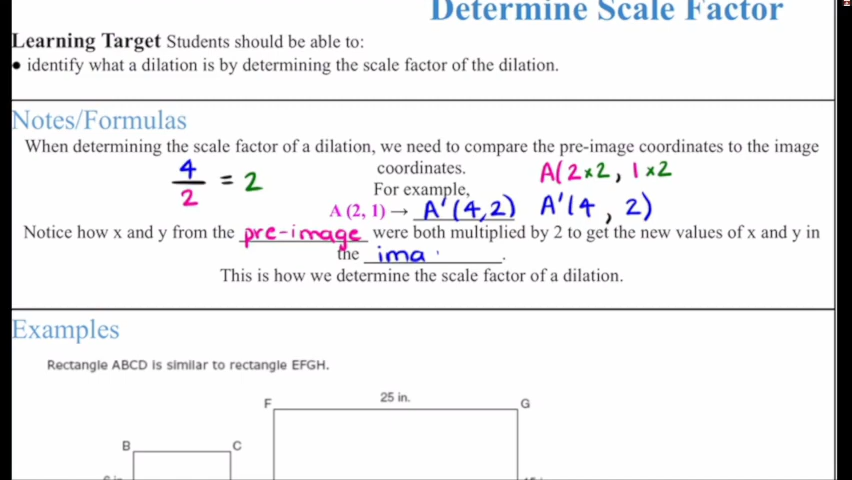 Determine Scale Factor
Learning Target Students should be able to:
● identify what a dilation is by determining the scale factor of the dilation.
Notes/Formulas
When determining the scale factor of a dilation, we need to compare the pre-image coordinates to the image
coordinates.
4/2 = 2
A(2×2, 1×2
For example,
A (2, 1) → A'(4,2) A'(4, 2)
Notice how x and y from the pre-image were both multiplied by 2 to get the new values of x and y in
the ima .
This is how we determine the scale factor of a dilation.
Examples
Rectangle ABCD is similar to rectangle EFGH.
F 25 in. G
B C